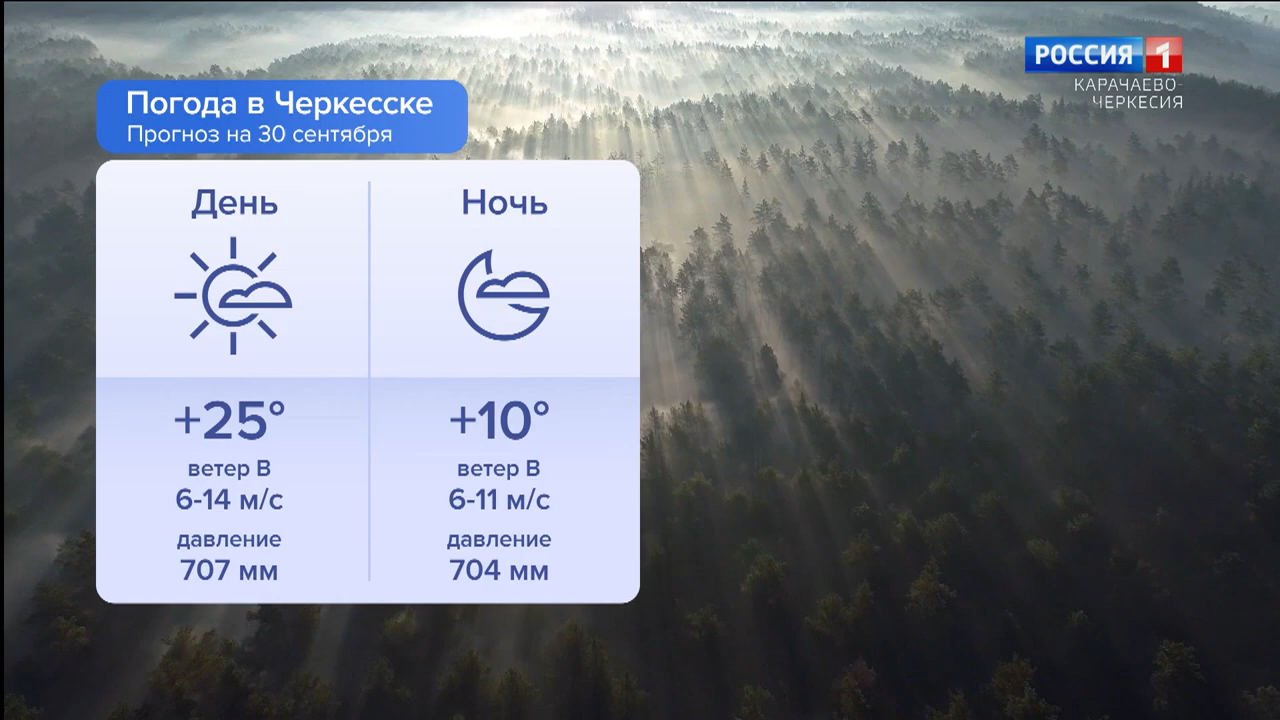 РОССИЯ 1
КАРАЧАЕВО-
ЧЕРКЕСИЯ
Погода в Черкесске
Прогноз на 30 сентября
День
Ночь
+25°
+10°
ветер В
ветер В
6-14 м/с
6-11 м/с
давление
давление
707 мм
704 мм